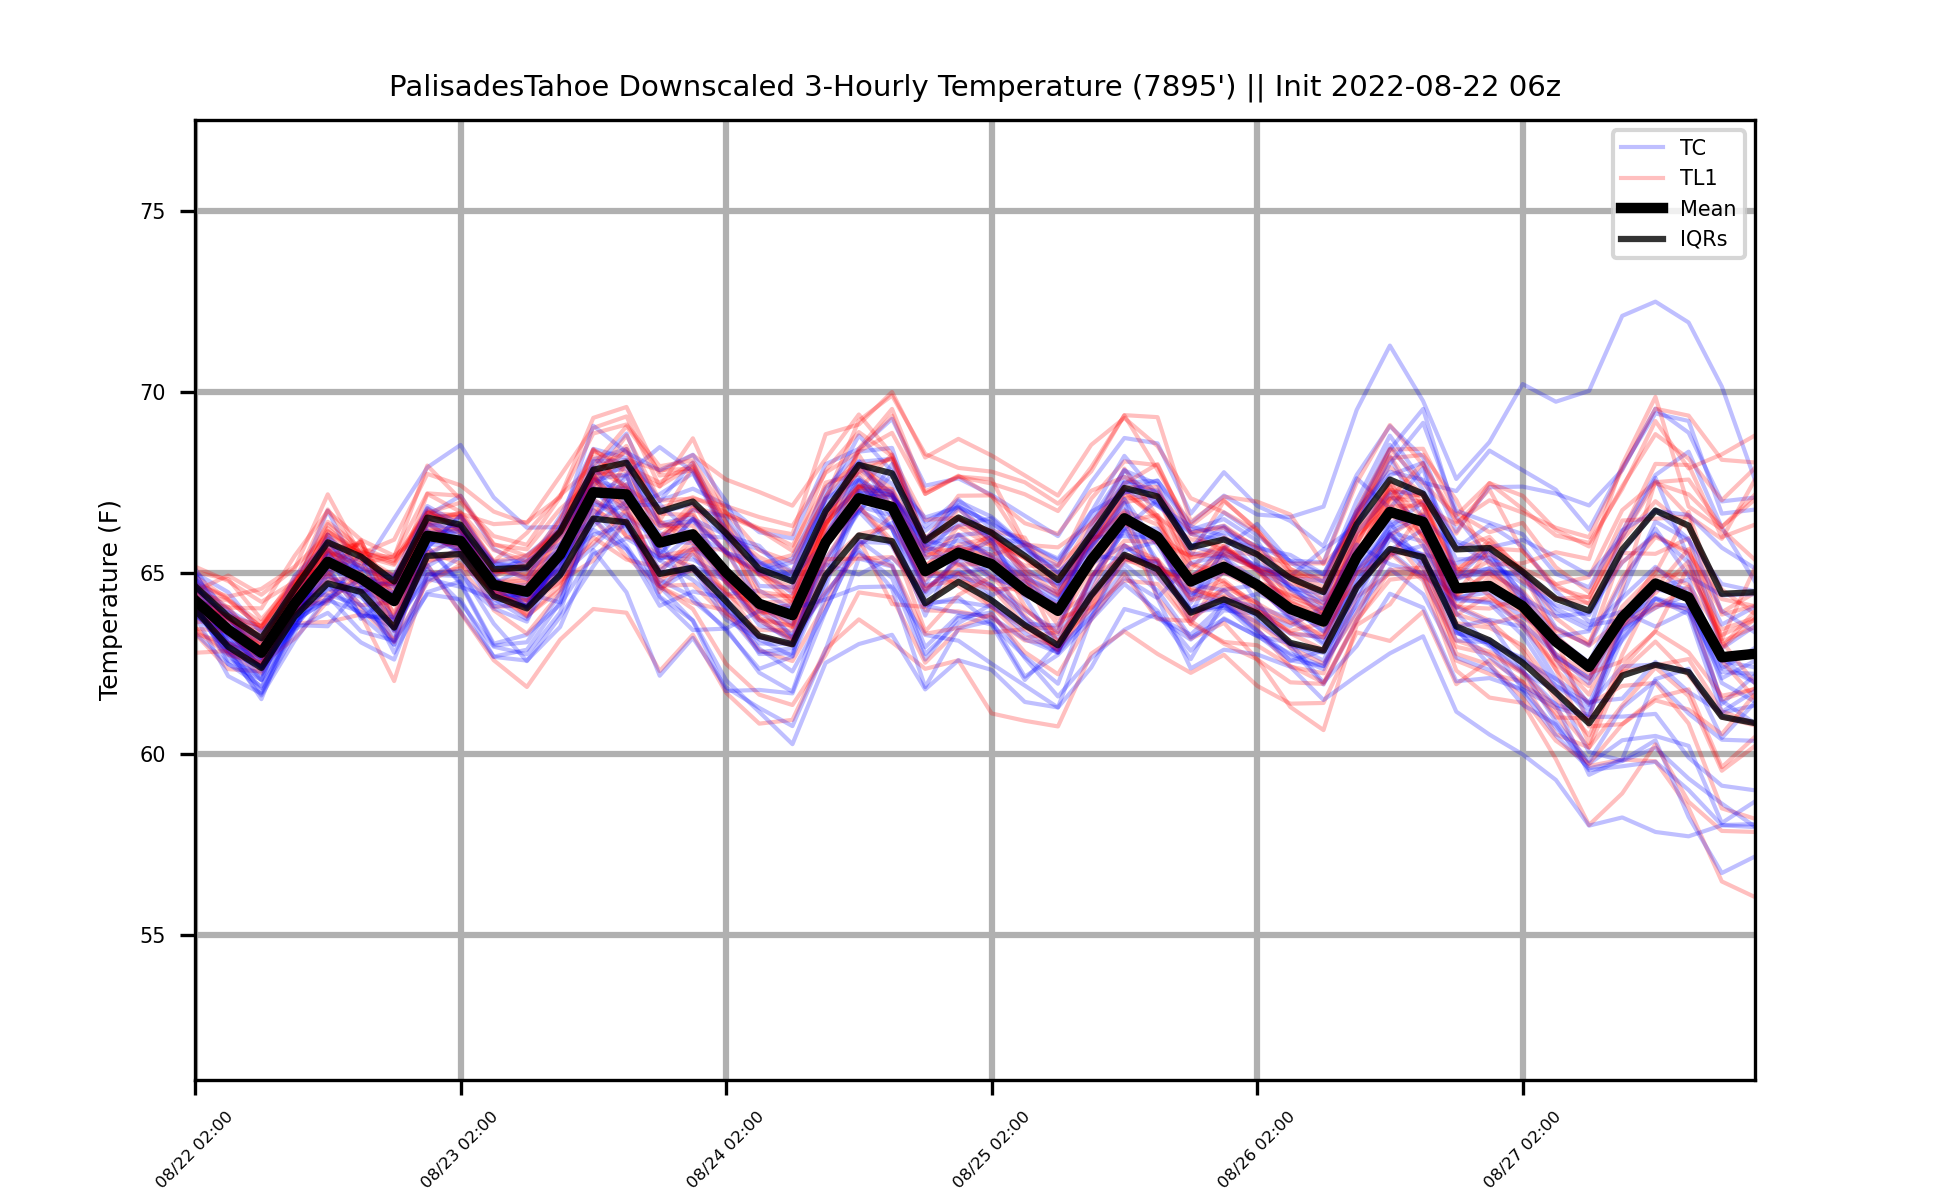 PalisadesTahoe Downscaled 3-Hourly Temperature (7895') || Init 2022-08-22 06z
TC
TL1
Mean
IQRs
Temperature (F)
75
70
65
60
55
08/22 02:00
08/23 02:00
08/24 02:00
08/25 02:00
08/26 02:00
08/27 02:00